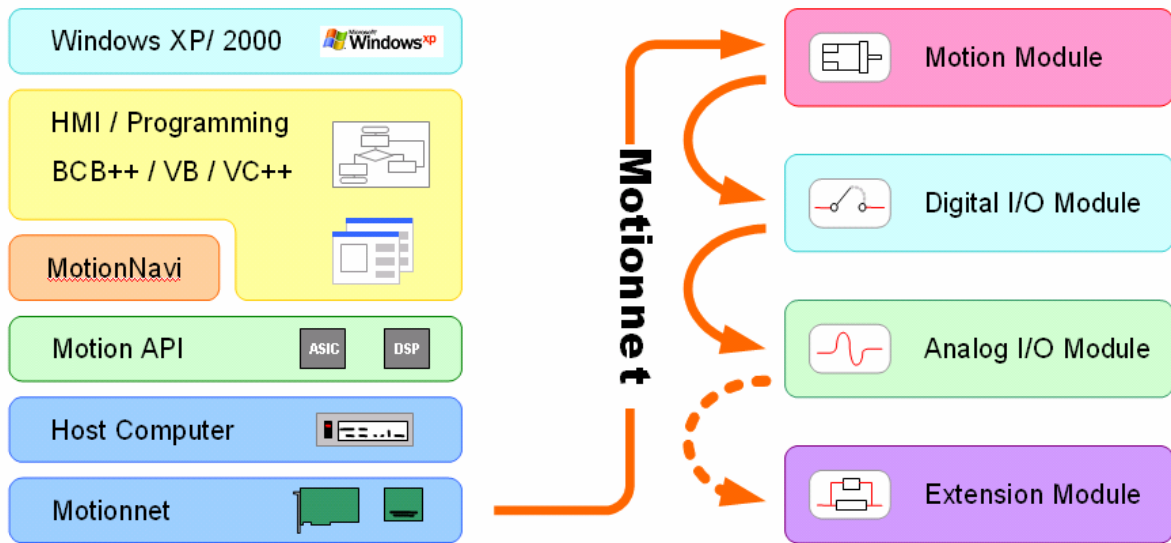 Windows XP/ 2000
Microsoft
Windows xp
HMI / Programming
BCB++ / VB / VC++
MotionNavi
Motion API
ASIC
DSP
Host Computer
Motionnet
Motionnet
Motion Module
Digital I/O Module
Analog I/O Module
Extension Module